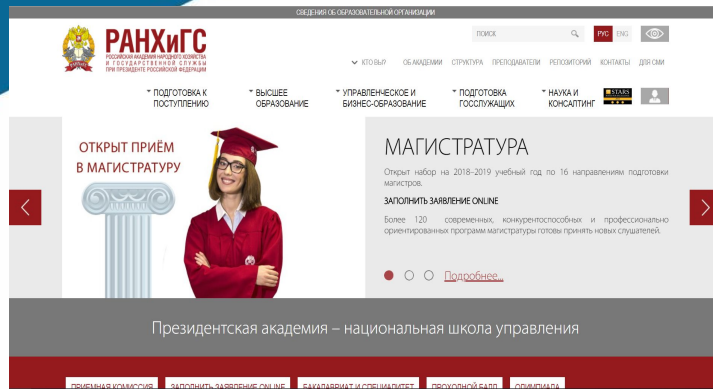 СВЕДЕНИЯ ОБ ОБРАЗОВАТЕЛЬНОЙ ОРГАНИЗАЦИИ
РАНХиГС
РОССИЙСКАЯ АКАДЕМИЯ НАРОДНОГО ХОЗЯЙСТВА
И ГОСУДАРСТВЕННОЙ СЛУЖБЫ
ПРИ ПРЕЗИДЕНТЕ РОССИЙСКОЙ ФЕДЕРАЦИИ
ПОИСК
РУС ENG
КТО ВЫ? ОБ АКАДЕМИИ СТРУКТУРА ПРЕПОДАВАТЕЛИ РЕПОЗИТОРИЙ КОНТАКТЫ ДЛЯ СМИ
ПОДГОТОВКА К
ПОСТУПЛЕНИЮ
ВЫСШЕЕ
ОБРАЗОВАНИЕ
УПРАВЛЕНЧЕСКОЕ И
БИЗНЕС-ОБРАЗОВАНИЕ
ПОДГОТОВКА
ГОССЛУЖАЩИХ
НАУКА И
КОНСАЛТИНГ
STARS
ОТКРЫТ ПРИЁМ
В МАГИСТРАТУРУ
МАГИСТРАТУРА
Открыт набор на 2018-2019 учебный год по 16 направлениям подготовки
магистров.
ЗАПОЛНИТЬ ЗАЯВЛЕНИЕ ONLINE
Более 120 современных, конкурентоспособных и профессионально
ориентированных программ магистратуры готовы принять новых слушателей.
Подробнее...
Президентская академия – национальная школа управления
ПРИЕМНАЯ КОМИССИЯ ЗАПОЛНИТЬ ЗАЯВЛЕНИЕ ONLINE БАКАЛАВРИАТ И СПЕЦИАЛИТЕТ ПРОХОДНОЙ БАЛЛ ОЛИМПИАДА